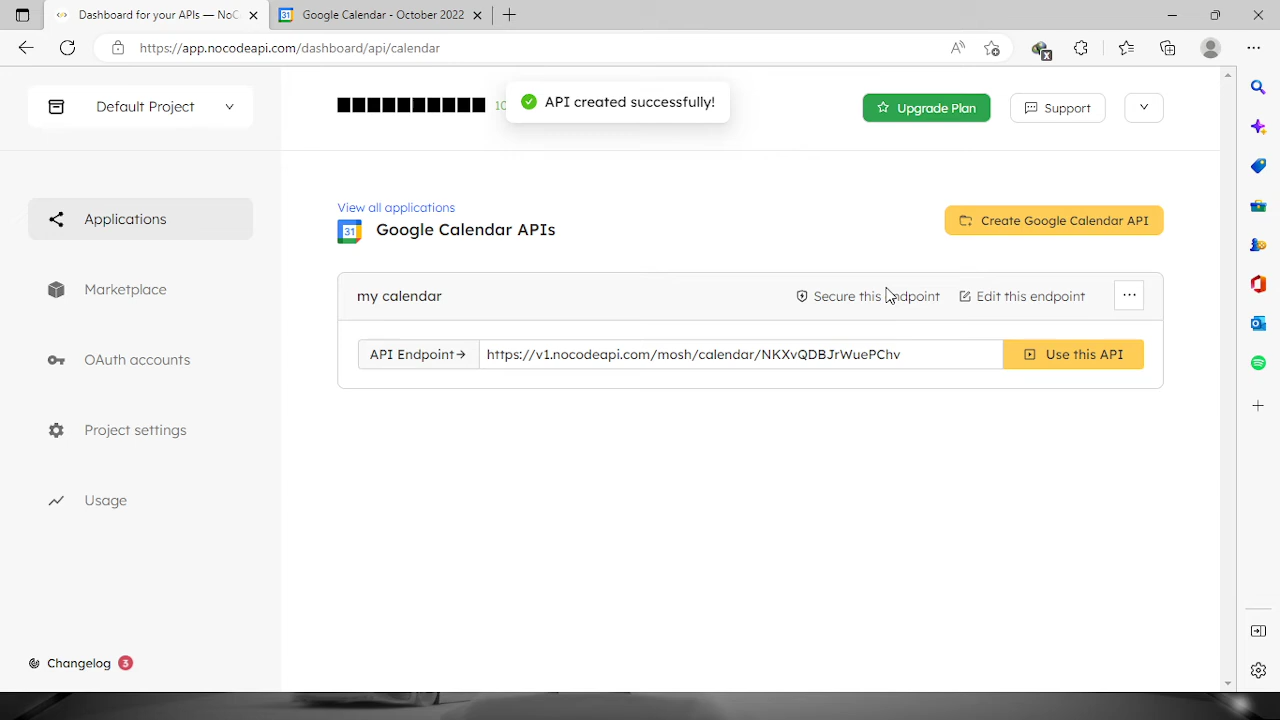 Dashboard for your APIs — NoC
Google Calendar - October 2022
https://app.nocodeapi.com/dashboard/api/calendar
Default Project
10
API created successfully!
Upgrade Plan
Support
Applications
Marketplace
OAuth accounts
Project settings
Usage
Changelog 3
View all applications
31 Google Calendar APIs
Create Google Calendar API
my calendar
Secure this endpoint
Edit this endpoint
API Endpoint→
https://v1.nocodeapi.com/mosh/calendar/NKXvQDBJrWuePChv
Use this API